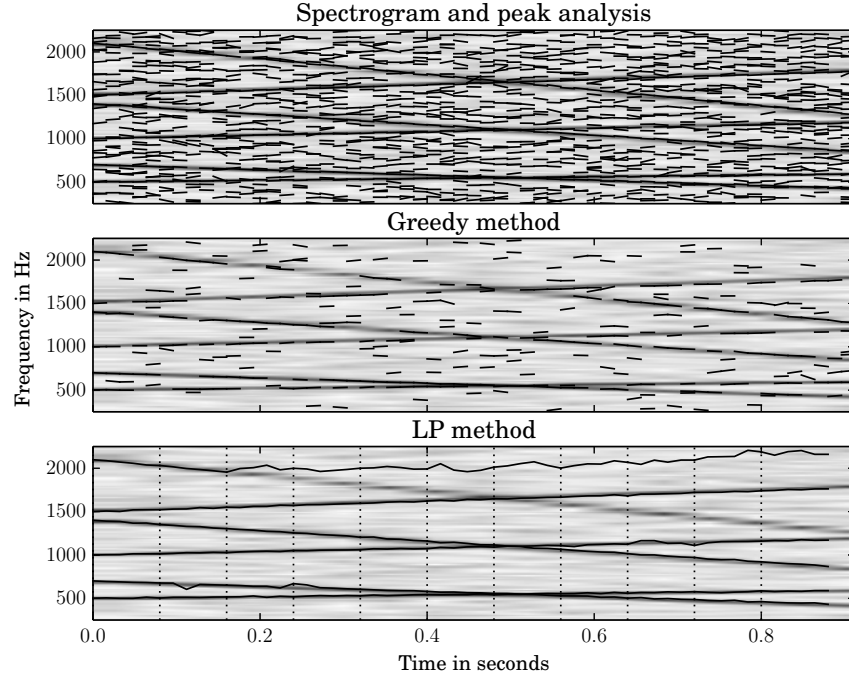 Spectrogram and peak analysis
2000
1500
1000
500
Greedy method
2000
1500
1000
500
Frequency in Hz
LP method
2000
1500
1000
500
0.0 0.2 0.4 0.6 0.8
Time in seconds